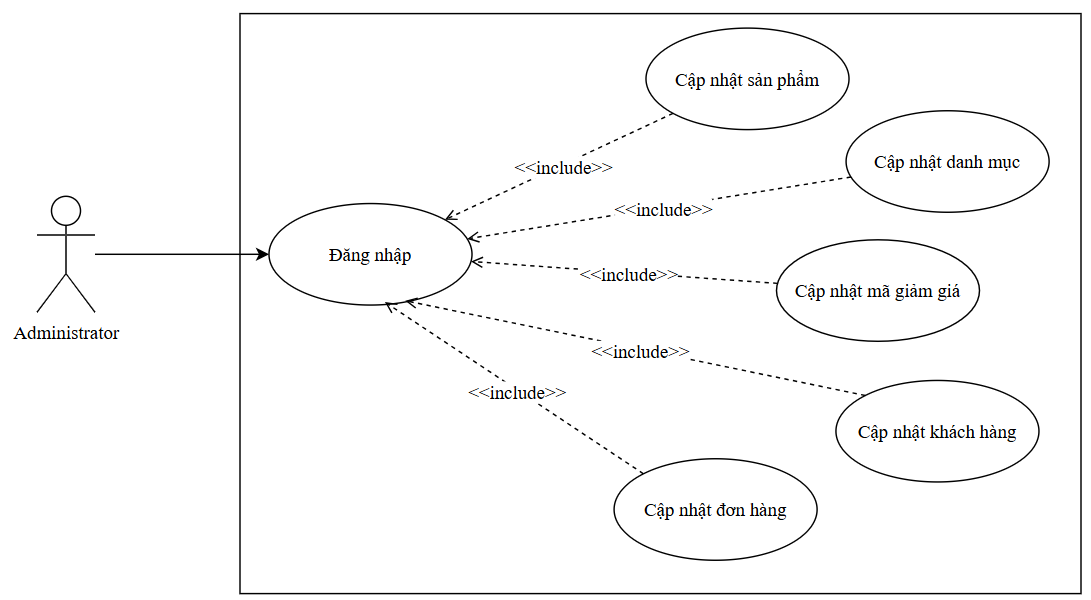 Cập nhật sản phẩm
Cập nhật danh mục
<<include>>
<<include>>
Đăng nhập
<<include>>
Cập nhật mã giảm giá
Administrator
<<include>>
<<include>>
Cập nhật khách hàng
Cập nhật đơn hàng